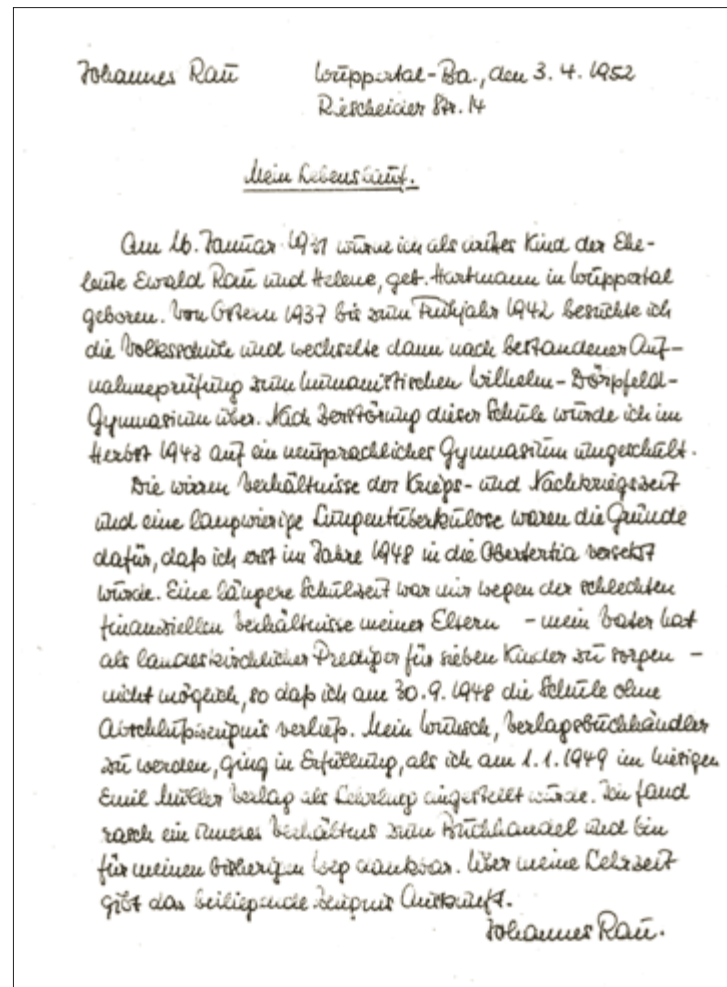 Johannes Rau Wuppertal-Ba., den 3. 4. 1952
Riescheider Str. 14
Mein Lebenslauf.
Am 16. Januar 1931 wurde ich als drittes Kind der Ehe-
leute Ewald Rau und Helene, geb. Hartmann in Wuppertal
geboren. Von Ostern 1937 bis zum Frühjahr 1942 besuchte ich
die Volksschule und wechselte dann nach bestandener Auf-
nahmeprüfung zum humanistischen Wilhelm-Dörpfeld-
Gymnasium über. Nach Zerstörung dieser Schule wurde ich im
Herbst 1943 auf ein neusprachliches Gymnasium umgeschult.
Die wirren Verhältnisse der Kriegs- und Nachkriegszeit
und eine langwierige Lungentuberkulose waren die Gründe
dafür, daß ich erst im Jahre 1948 in die Obertertia versetzt
wurde. Eine längere Schulzeit war mir wegen der schlechten
finanziellen Verhältnisse meiner Eltern – mein Vater hat
als landeskirchlicher Prediger für sieben Kinder zu sorgen –
nicht möglich, so daß ich am 30. 9. 1948 die Schule ohne
Abschlußzeugnis verließ. Mein Wunsch, Verlagsbuchhändler
zu werden, ging in Erfüllung, als ich am 1. 1. 1949 im hiesigen
Emil Müller Verlag als Lehrling eingestellt wurde. Ich fand
rasch ein inneres Verhältnis zum Buchhandel und bin
für meinen bisherigen Weg dankbar. Über meine Lehrzeit
gibt das beiliegende Zeugnis Auskunft.
Johannes Rau.